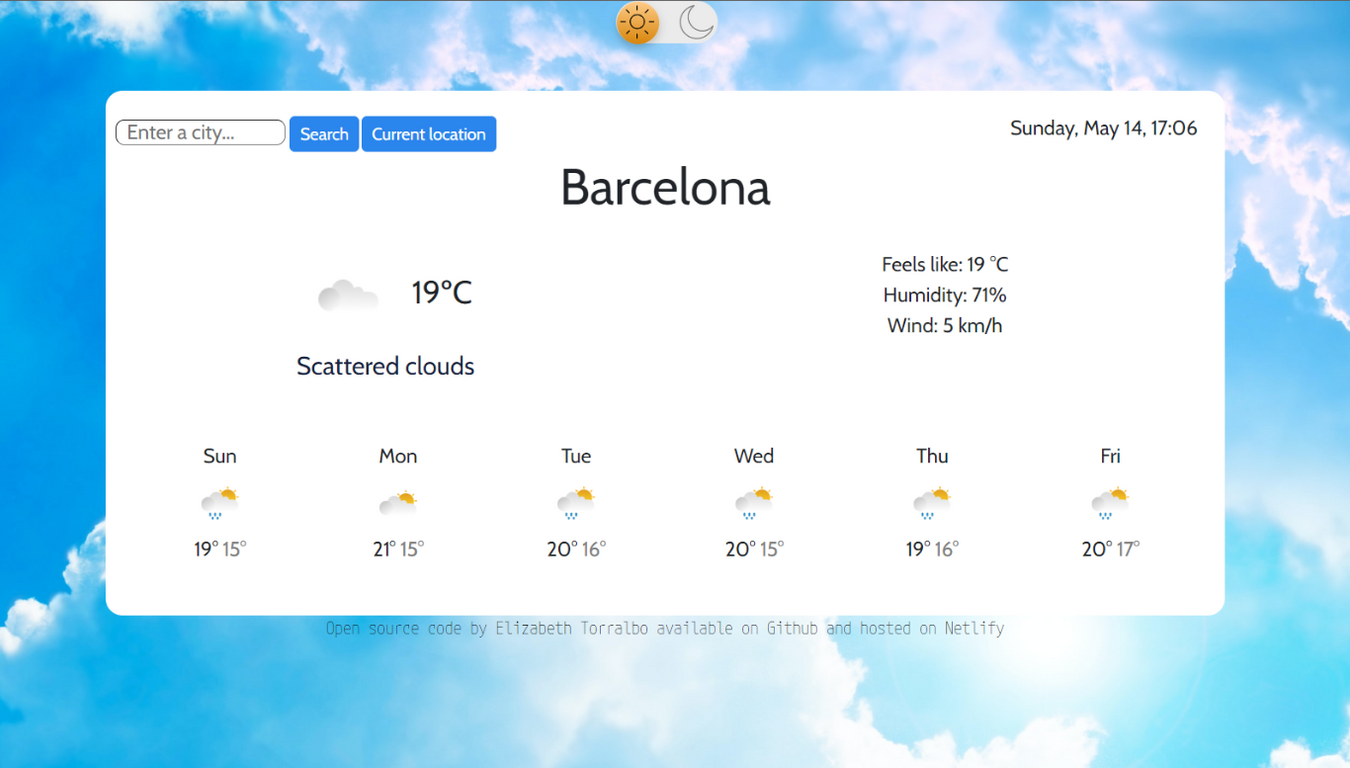 Enter a city...
Search
Current location
Sunday, May 14, 17:06
Barcelona
19°C
Scattered clouds
Feels like: 19 °C
Humidity: 71%
Wind: 5 km/h
Sun Mon Tue Wed Thu Fri
19° 15° 21° 15° 20° 16° 20° 15° 19° 16° 20° 17°
Open source code by Elizabeth Torralbo available on Github and hosted on Netlify